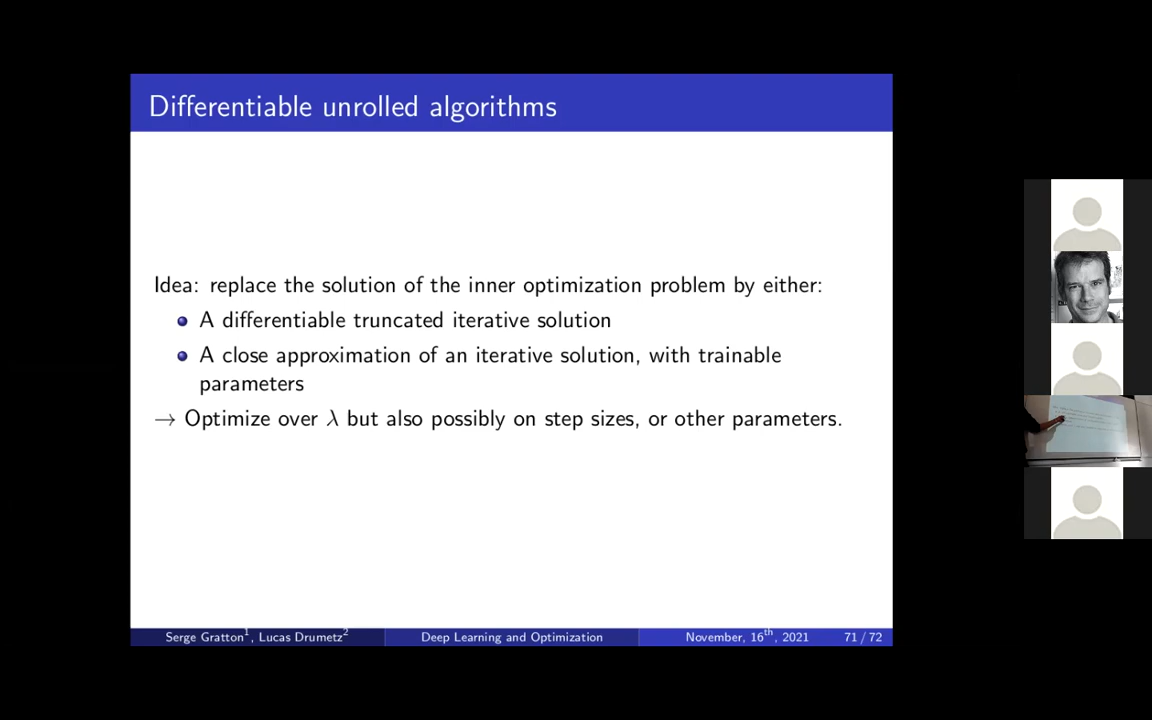 Differentiable unrolled algorithms
Idea: replace the solution of the inner optimization problem by either:
A differentiable truncated iterative solution
A close approximation of an iterative solution, with trainable
parameters
→ Optimize over λ but also possibly on step sizes, or other parameters.
Serge Gratton¹, Lucas Drumetz² Deep Learning and Optimization November, 16th, 2021 71 / 72